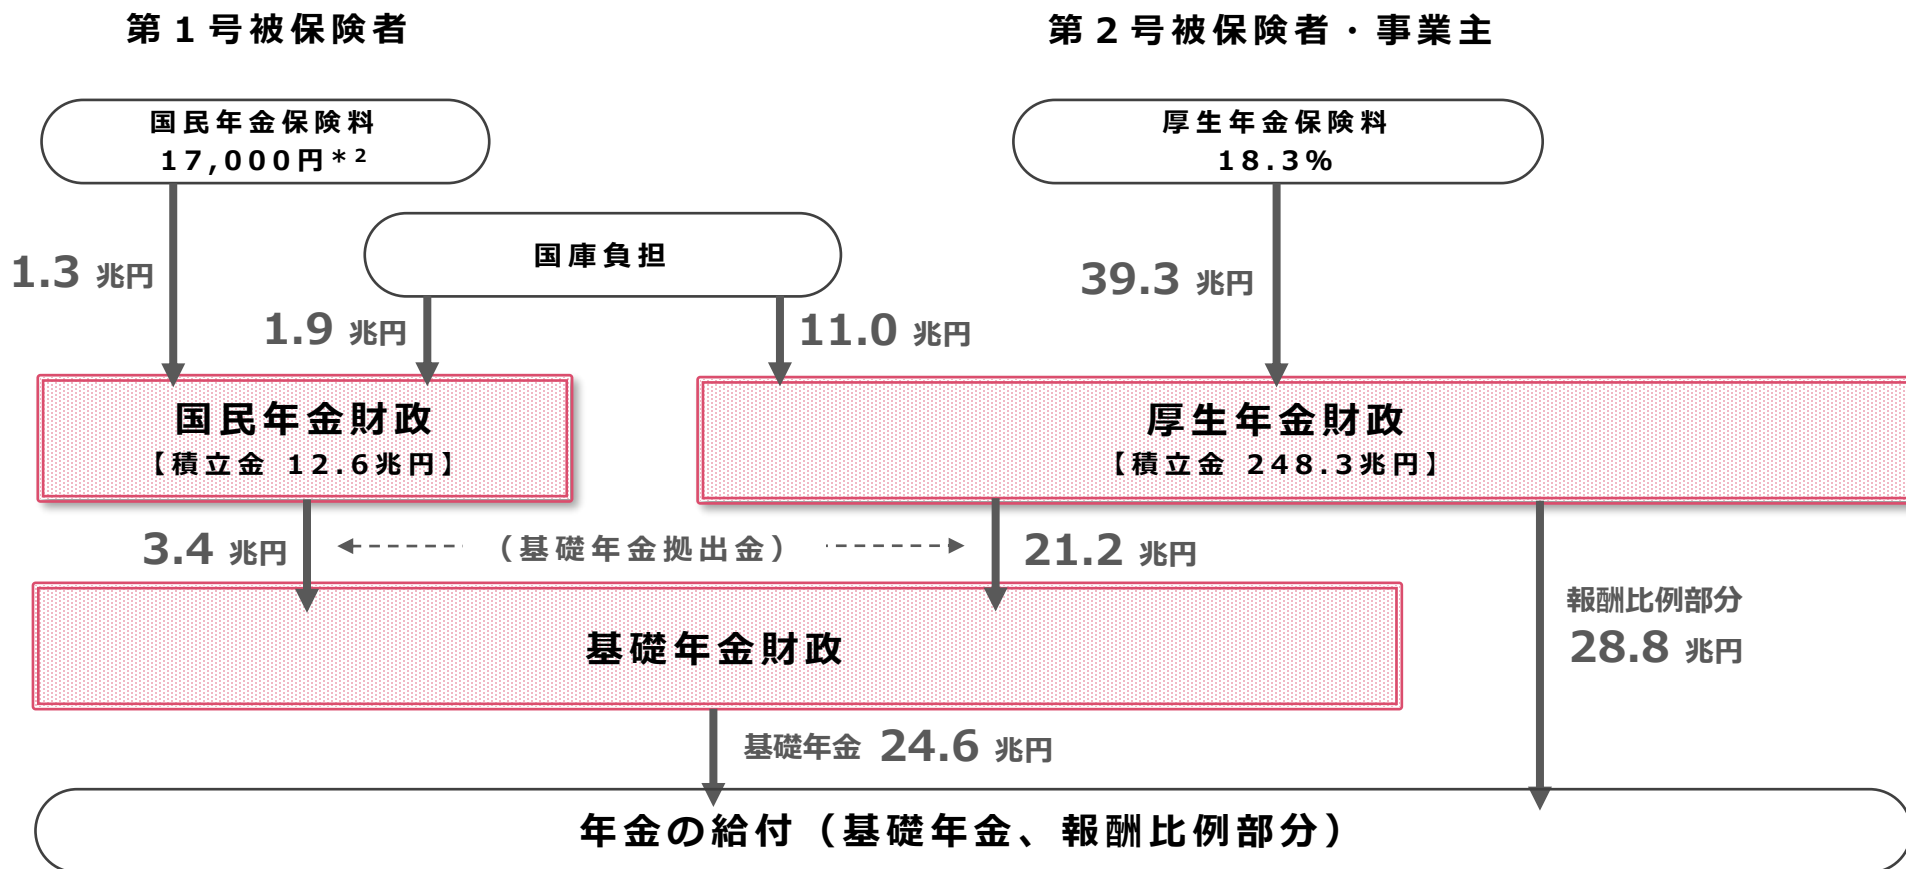 第1号被保険者
第2号被保険者・事業主
国民年金保険料
17,000円*2
厚生年金保険料
18.3%
国庫負担
1.3 兆円
39.3 兆円
1.9 兆円
11.0 兆円
国民年金財政
【積立金 12.6兆円】
厚生年金財政
【積立金 248.3兆円】
3.4 兆円
(基礎年金拠出金)
21.2 兆円
報酬比例部分
28.8 兆円
基礎年金財政
基礎年金 24.6 兆円
年金の給付(基礎年金、報酬比例部分)